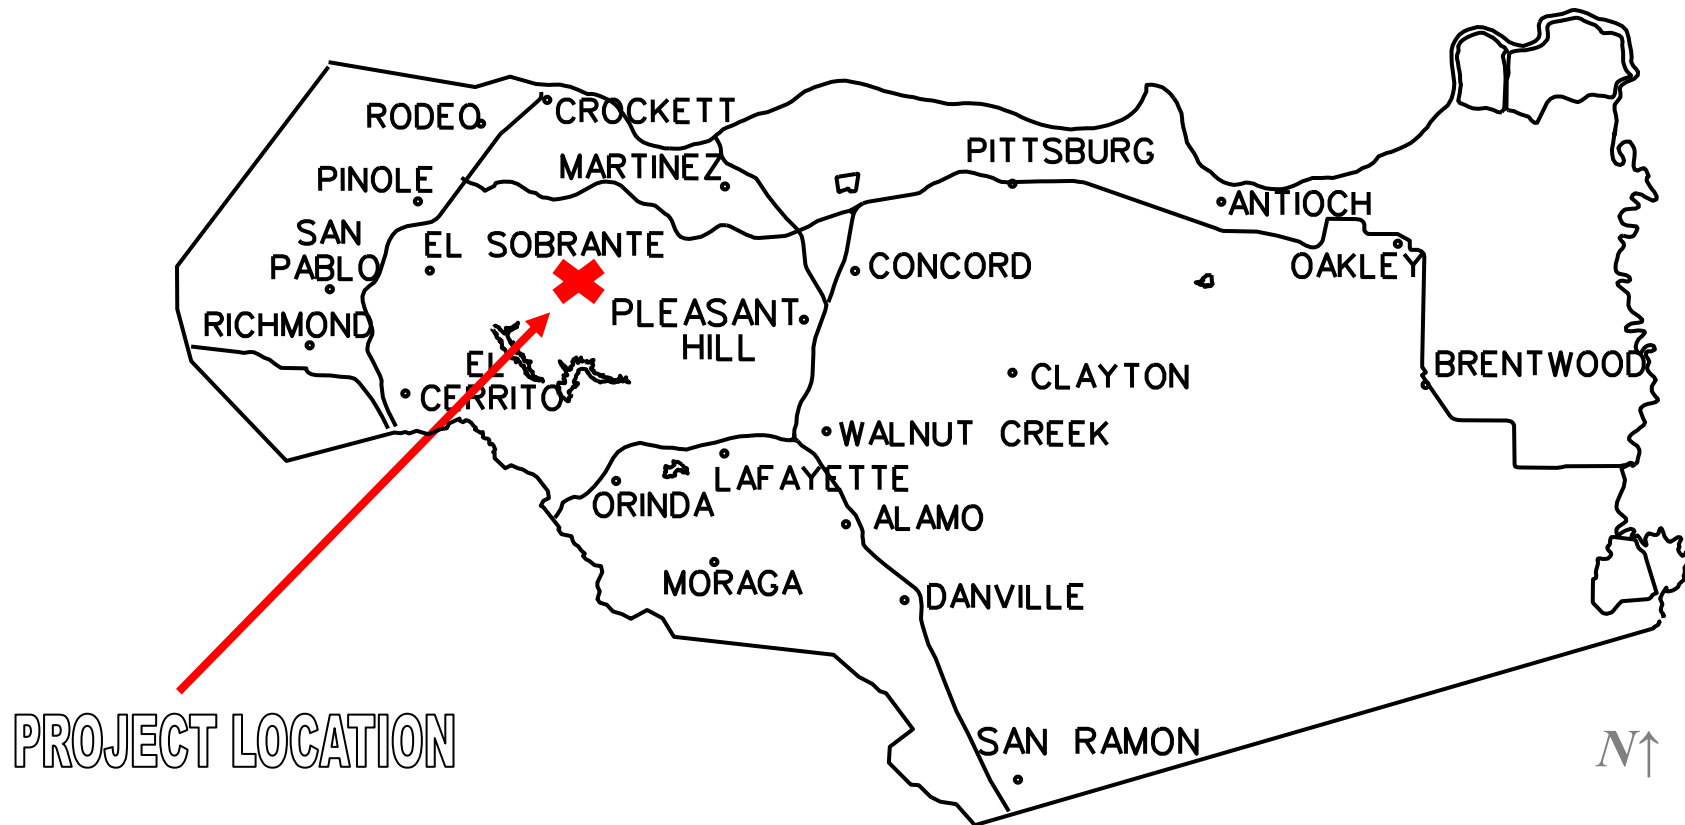 CROCKETT
RODEO
PITTSBURG
MARTINEZ
PINOLE
ANTIOCH
SAN
PABLO
EL SOBRANTE
CONCORD
OAKLEY
RICHMOND
PLEASANT
HILL
EL
CERRITO
BRENTWOOD
CLAYTON
WALNUT CREEK
LAFAYETTE
ORINDA
ALAMO
MORAGA
DANVILLE
PROJECT LOCATION
SAN RAMON
N↑